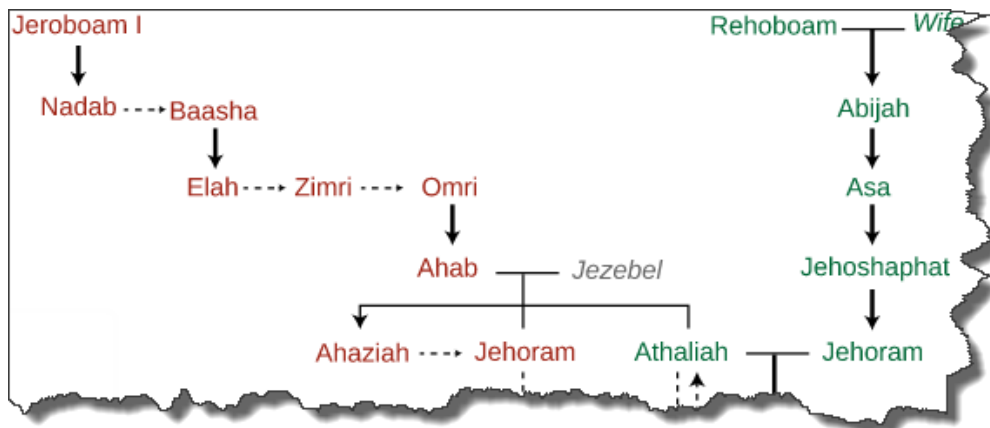 Jeroboam I
Rehoboam Wife
Nadab Baasha Abijah
Elah Zimri Omri Asa
Ahab Jezebel Jehoshaphat
Ahaziah Jehoram Athaliah Jehoram